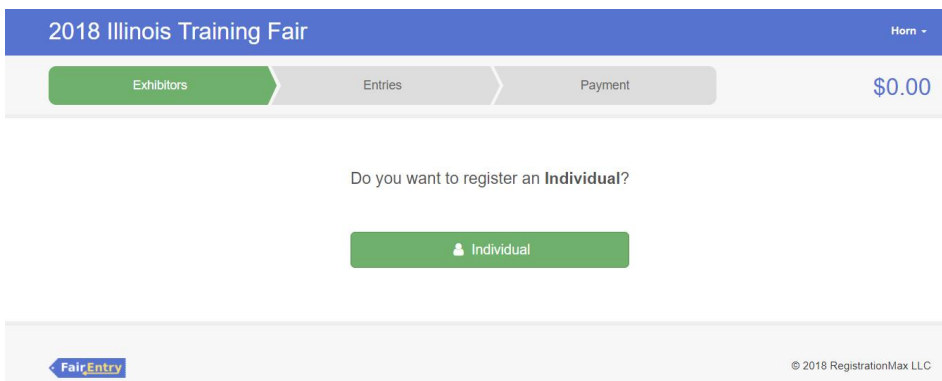 2018 Illinois Training Fair
Horn
Exhibitors
Entries
Payment
$0.00
Do you want to register an Individual?
Individual
FairEntry
© 2018 RegistrationMax LLC